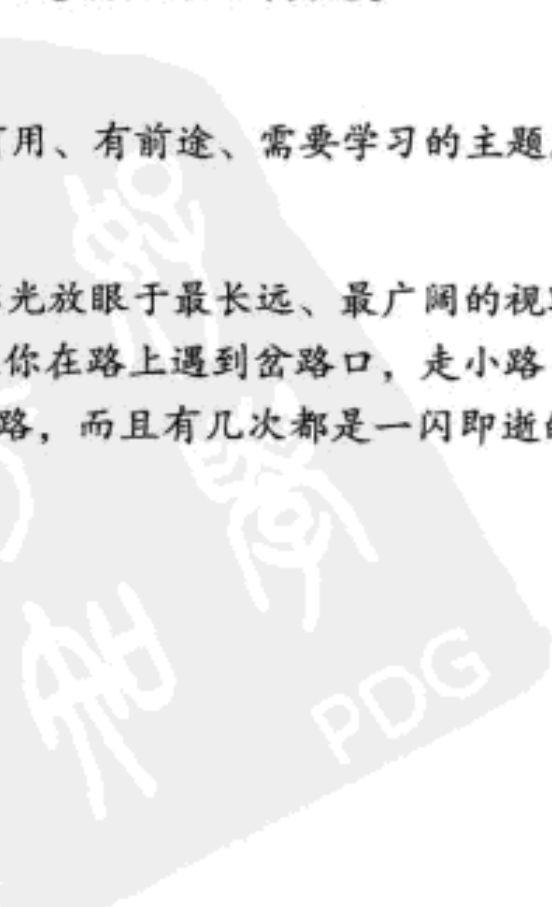 用、有前途、需要学习的主题
光放眼于最长远、最广阔的视
你在路上遇到岔路口，走小路
路，而且有几次都是一闪即逝的
PDG